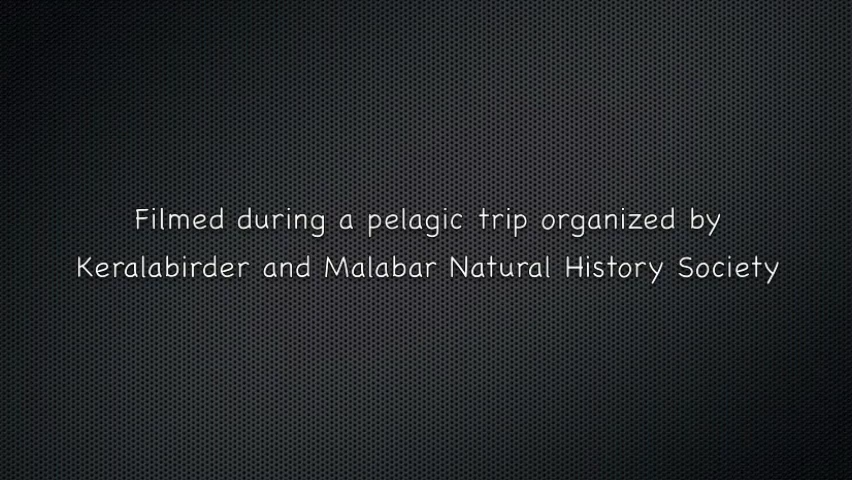 Filmed during a pelagic trip organized by
Keralabirder and Malabar Natural History Society